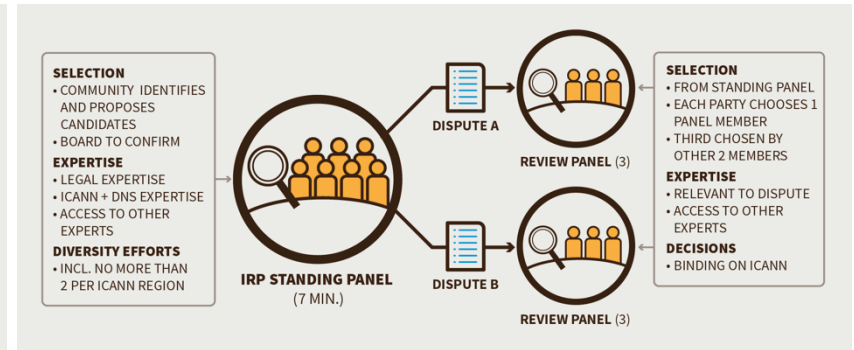 SELECTION
• COMMUNITY IDENTIFIES
AND PROPOSES
CANDIDATES
• BOARD TO CONFIRM
EXPERTISE
• LEGAL EXPERTISE
• ICANN + DNS EXPERTISE
• ACCESS TO OTHER
EXPERTS
DIVERSITY EFFORTS
• INCL. NO MORE THAN
2 PER ICANN REGION
IRP STANDING PANEL
(7 MIN.)
DISPUTE A
DISPUTE B
REVIEW PANEL (3)
REVIEW PANEL (3)
SELECTION
• FROM STANDING PANEL
• EACH PARTY CHOOSES 1
PANEL MEMBER
• THIRD CHOSEN BY
OTHER 2 MEMBERS
EXPERTISE
• RELEVANT TO DISPUTE
• ACCESS TO OTHER
EXPERTS
DECISIONS
• BINDING ON ICANN